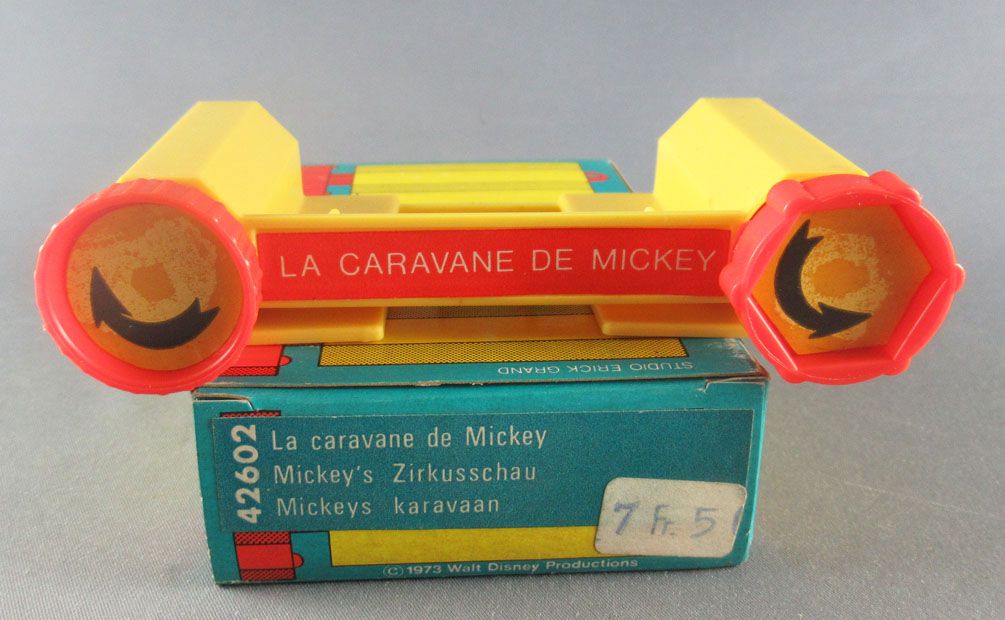 LA CARAVANE DE MICKEY
STUDIO ERICK GRAND
42602
La caravane de Mickey
Mickey's Zirkusschau
Mickeys karavaan
7 Fr. 5
(C) 1973 Walt Disney Productions